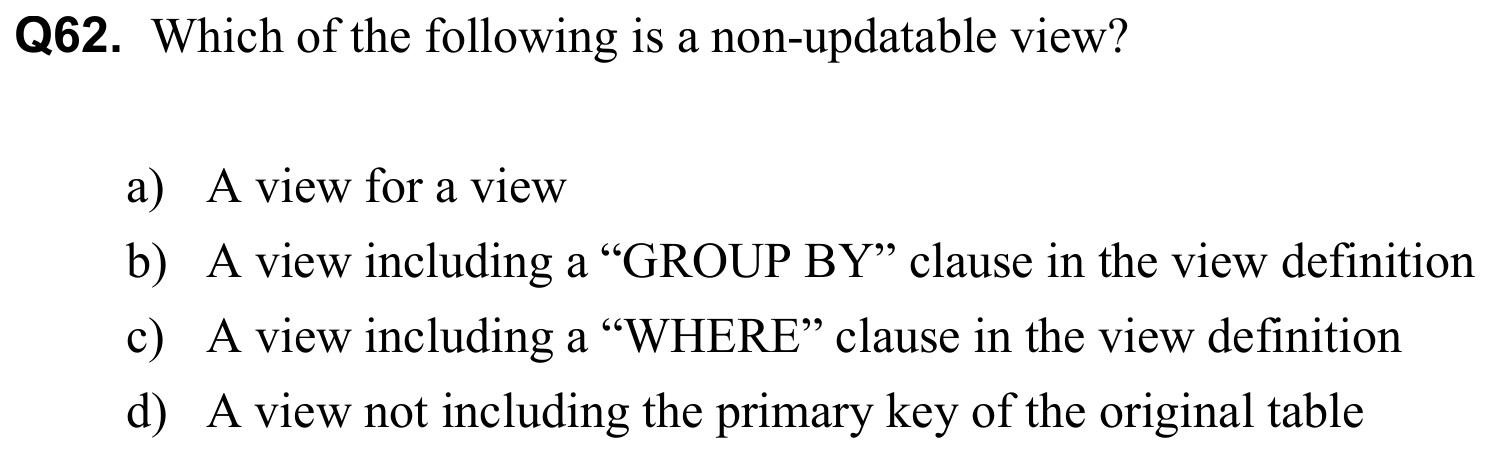 Q62. Which of the following is a non-updatable view?
a) A view for a view
b) A view including a “GROUP BY” clause in the view definition
c) A view including a “WHERE” clause in the view definition
d) A view not including the primary key of the original table